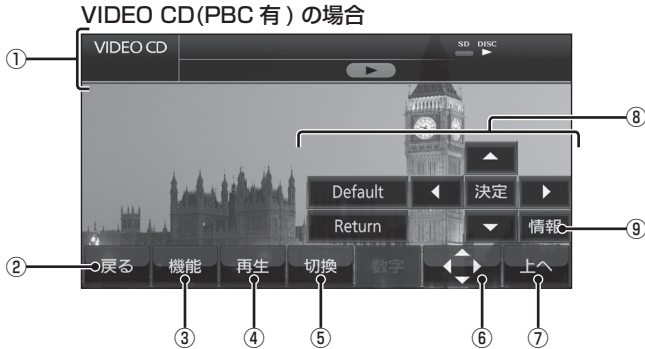 VIDEO CD(PBC 有 ) の場合
① VIDEO CD SD DISC
⑧
Default 決定
Return 情報 ⑨
② 戻る 機能 再生 切換 数字 上へ
③ ④ ⑤ ⑥ ⑦